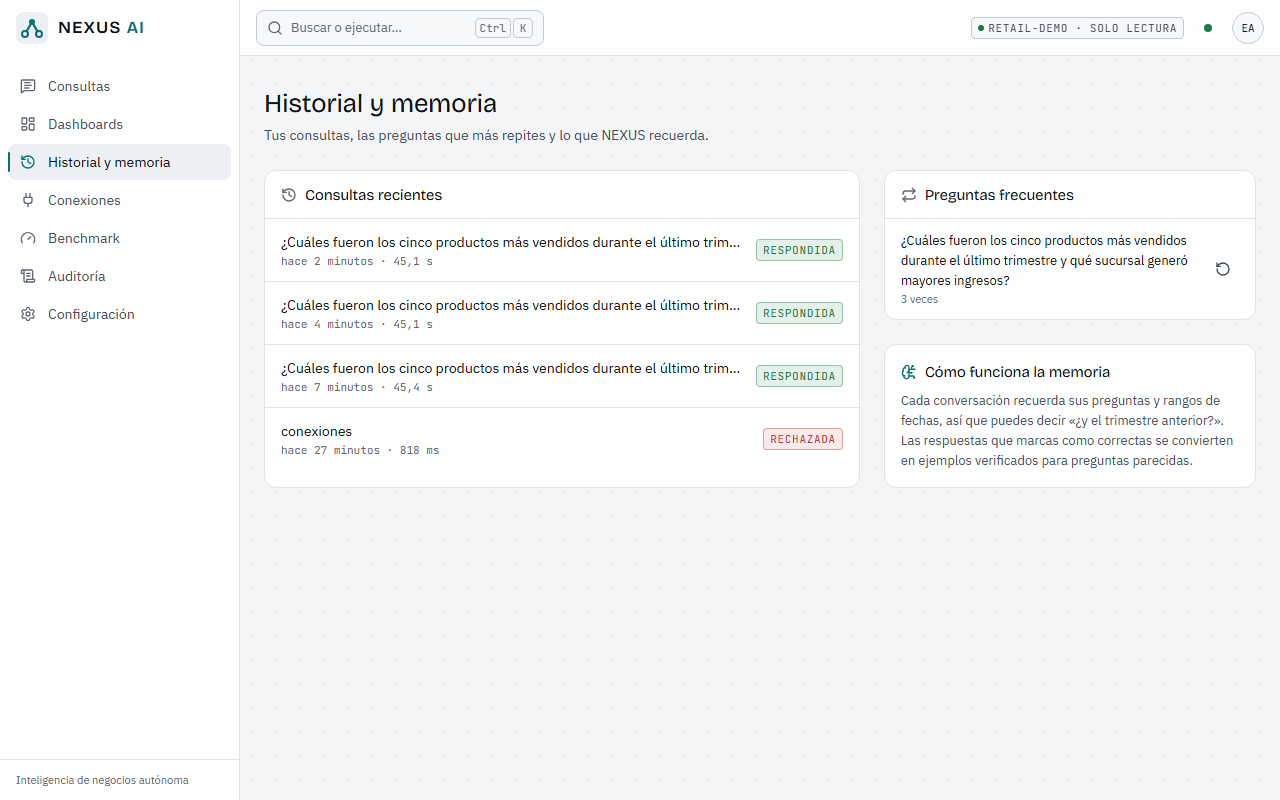 NEXUS AI
Buscar o ejecutar...
Ctrl K
RETAIL-DEMO · SOLO LECTURA
EA
Consultas
Dashboards
Historial y memoria
Conexiones
Benchmark
Auditoría
Configuración
Inteligencia de negocios autónoma
Historial y memoria
Tus consultas, las preguntas que más repites y lo que NEXUS recuerda.
Consultas recientes
¿Cuáles fueron los cinco productos más vendidos durante el último trim...
hace 2 minutos · 45,1 s
RESPONDIDA
¿Cuáles fueron los cinco productos más vendidos durante el último trim...
hace 4 minutos · 45,1 s
RESPONDIDA
¿Cuáles fueron los cinco productos más vendidos durante el último trim...
hace 7 minutos · 45,4 s
RESPONDIDA
conexiones
hace 27 minutos · 818 ms
RECHAZADA
Preguntas frecuentes
¿Cuáles fueron los cinco productos más vendidos
durante el último trimestre y qué sucursal generó
mayores ingresos?
3 veces
Cómo funciona la memoria
Cada conversación recuerda sus preguntas y rangos de
fechas, así que puedes decir «¿y el trimestre anterior?».
Las respuestas que marcas como correctas se convierten
en ejemplos verificados para preguntas parecidas.